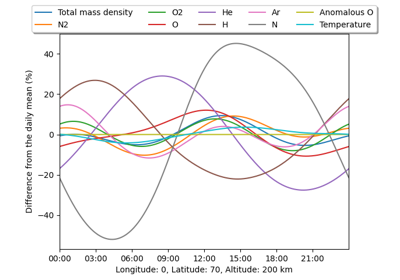 Total mass density O2 He Ar Anomalous O
N2 O H N Temperature
Difference from the daily mean (%)
40
20
0
−20
−40
00:00 03:00 06:00 09:00 12:00 15:00 18:00 21:00
Longitude: 0, Latitude: 70, Altitude: 200 km